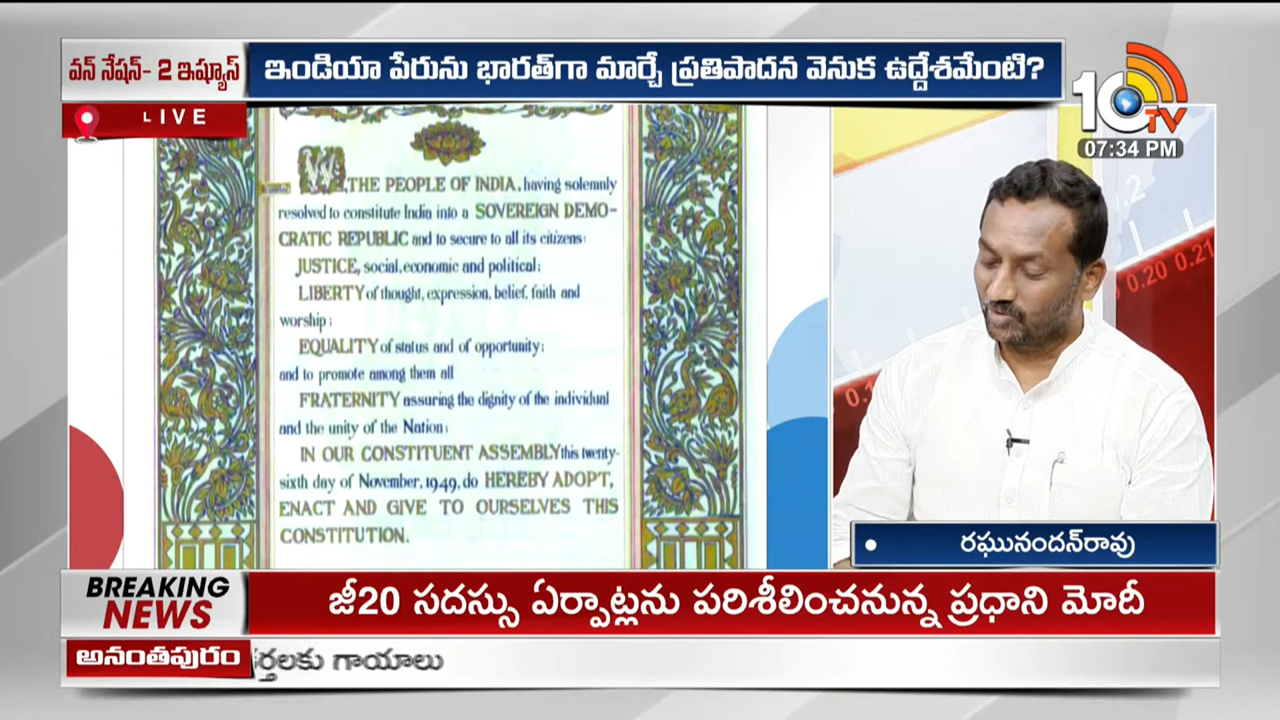 వన్ నేషన్- 2 ఇష్యూస్
ఇండియా పేరును భారత్‌గా మార్చే ప్రతిపాదన వెనుక ఉద్దేశమేంటి?
LIVE
10TV
07:34 PM
WE, THE PEOPLE OF INDIA, having solemnly
resolved to constitute India into a SOVEREIGN DEMO-
CRATIC REPUBLIC and to secure to all its citizens:
JUSTICE, social, economic and political;
LIBERTY of thought, expression, belief, faith and
worship;
EQUALITY of status and of opportunity;
and to promote among them all
FRATERNITY assuring the dignity of the individual
and the unity of the Nation;
IN OUR CONSTITUENT ASSEMBLY this twenty-
sixth day of November, 1949, do HEREBY ADOPT,
ENACT AND GIVE TO OURSELVES THIS
CONSTITUTION.
0.20 0.21
రఘునందన్‌రావు
BREAKING
NEWS
జీ20 సదస్సు ఏర్పాట్లను పరిశీలించనున్న ప్రధాని మోదీ
అనంతపురం
గాయాలు